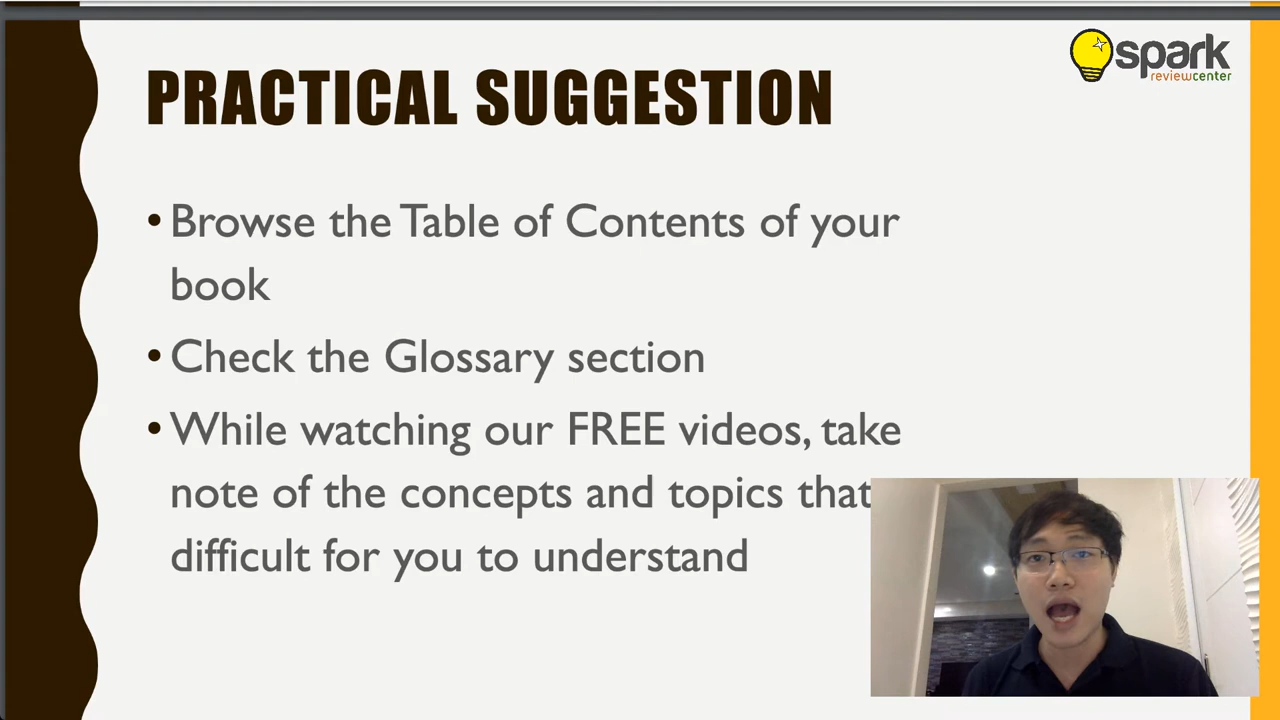 spark
reviewcenter
PRACTICAL SUGGESTION
• Browse the Table of Contents of your
book
• Check the Glossary section
• While watching our FREE videos, take
note of the concepts and topics that
difficult for you to understand